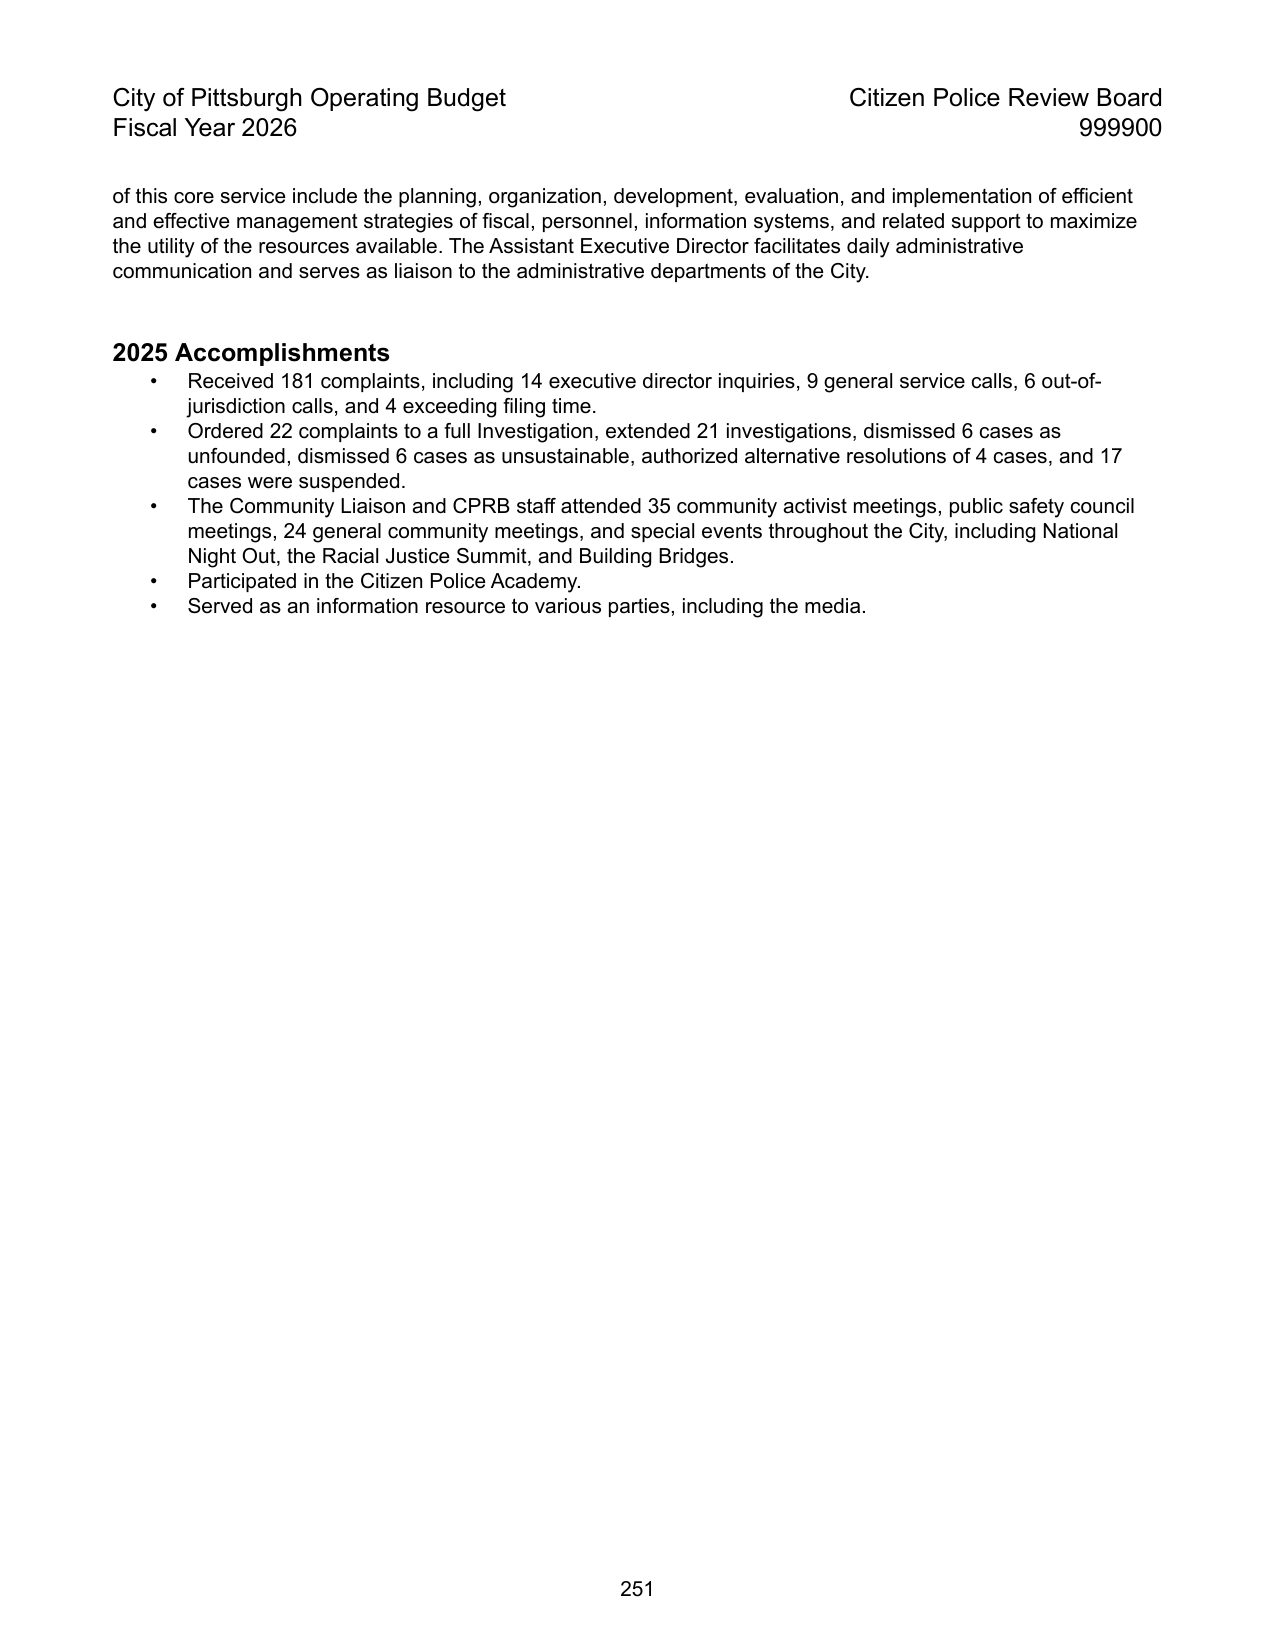 City of Pittsburgh Operating Budget
Fiscal Year 2026
Citizen Police Review Board
999900
of this core service include the planning, organization, development, evaluation, and implementation of efficient
and effective management strategies of fiscal, personnel, information systems, and related support to maximize
the utility of the resources available. The Assistant Executive Director facilitates daily administrative
communication and serves as liaison to the administrative departments of the City.
2025 Accomplishments
• Received 181 complaints, including 14 executive director inquiries, 9 general service calls, 6 out-of-
jurisdiction calls, and 4 exceeding filing time.
• Ordered 22 complaints to a full Investigation, extended 21 investigations, dismissed 6 cases as
unfounded, dismissed 6 cases as unsustainable, authorized alternative resolutions of 4 cases, and 17
cases were suspended.
• The Community Liaison and CPRB staff attended 35 community activist meetings, public safety council
meetings, 24 general community meetings, and special events throughout the City, including National
Night Out, the Racial Justice Summit, and Building Bridges.
• Participated in the Citizen Police Academy.
• Served as an information resource to various parties, including the media.
251